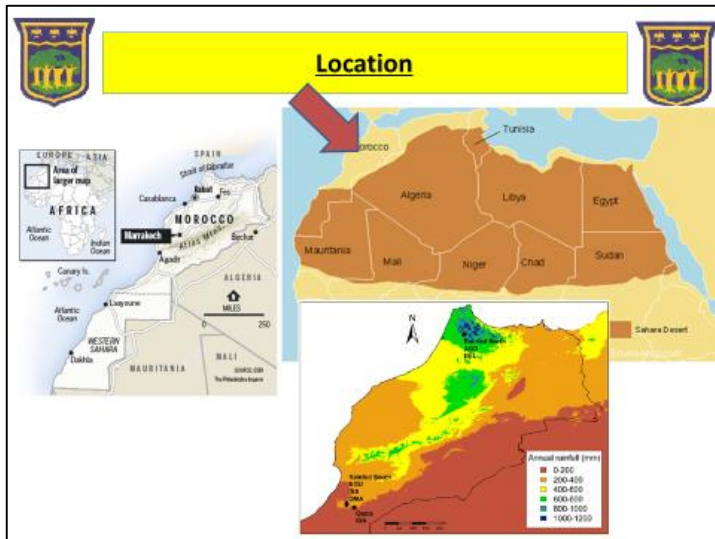 Location
EUROPE ASIA
Area of
larger map
AFRICA
Atlantic
Ocean
Indian
Ocean
SPAIN
Strait of Gibraltar
Casablanca
Rabat
Fes
MOROCCO
Marrakech
Atlas Mtns.
Bechar
Agadir
Canary Is.
ALGERIA
Atlantic
Ocean
Laayoune
MILES
0 250
WESTERN
SAHARA
Dakhla
MAURITANIA
MALI
The Philadelphia Inquirer
Tunisia
orocco
Algeria
Libya
Egypt
Mauritania
Mali
Niger
Chad
Sudan
Sahara Desert
N
Annual rainfall (mm)
0-200
200-400
400-600
600-800
800-1000
1000-1200